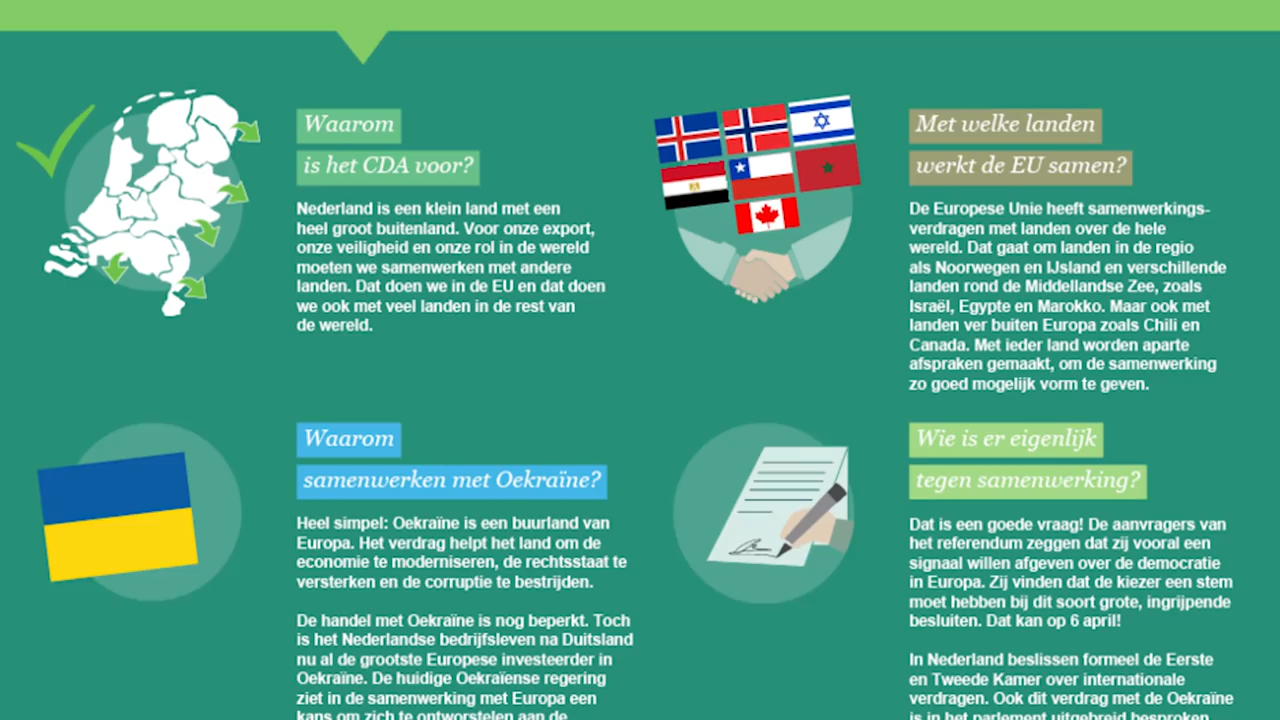 Waarom
is het CDA voor?
Nederland is een klein land met een
heel groot buitenland. Voor onze export,
onze veiligheid en onze rol in de wereld
moeten we samenwerken met andere
landen. Dat doen we in de EU en dat doen
we ook met veel landen in de rest van
de wereld.
Met welke landen
werkt de EU samen?
De Europese Unie heeft samenwerkings-
verdragen met landen over de hele
wereld. Dat gaat om landen in de regio
als Noorwegen en IJsland en verschillende
landen rond de Middellandse Zee, zoals
Israël, Egypte en Marokko. Maar ook met
landen ver buiten Europa zoals Chili en
Canada. Met ieder land worden aparte
afspraken gemaakt, om de samenwerking
zo goed mogelijk vorm te geven.
Waarom
samenwerken met Oekraïne?
Heel simpel: Oekraïne is een buurland van
Europa. Het verdrag helpt het land om de
economie te moderniseren, de rechtsstaat te
versterken en de corruptie te bestrijden.
De handel met Oekraïne is nog beperkt. Toch
is het Nederlandse bedrijfsleven na Duitsland
nu al de grootste Europese investeerder in
Oekraïne. De huidige Oekraïense regering
ziet in de samenwerking met Europa een
kans om zich te ontworstelen aan de
Wie is er eigenlijk
tegen samenwerking?
Dat is een goede vraag! De aanvragers van
het referendum zeggen dat zij vooral een
signaal willen afgeven over de democratie
in Europa. Zij vinden dat de kiezer een stem
moet hebben bij dit soort grote, ingrijpende
besluiten. Dat kan op 6 april!
In Nederland beslissen formeel de Eerste
en Tweede Kamer over internationale
verdragen. Ook dit verdrag met de Oekraïne
is in het parlement uitgebreid besproken